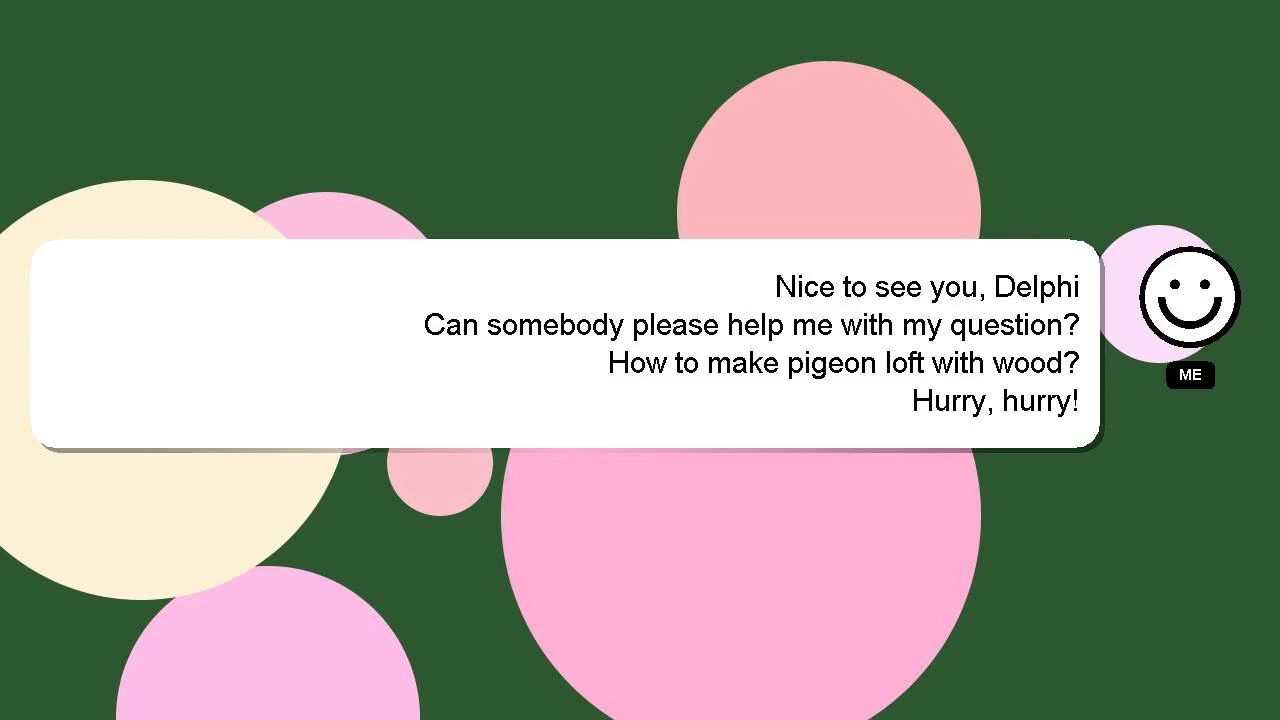 Nice to see you, Delphi
Can somebody please help me with my question?
How to make pigeon loft with wood?
Hurry, hurry!
ME